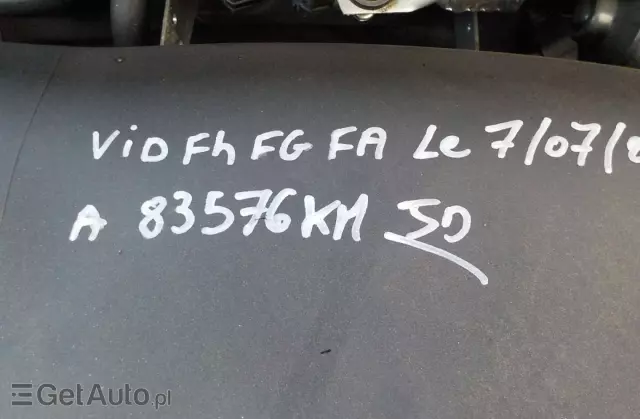 ViD Fh FG FA Le 7/07/
A 83576KM
GetAuto.pl